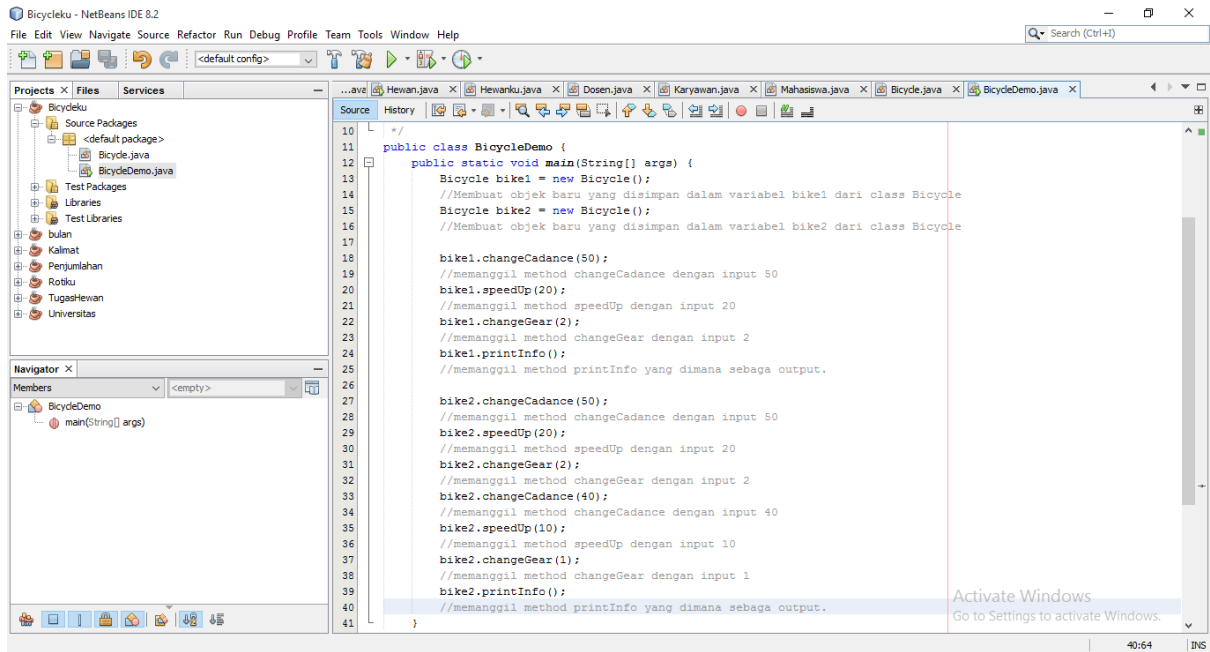 Bicycleku - NetBeans IDE 8.2
File Edit View Navigate Source Refactor Run Debug Profile Team Tools Window Help
Search (Ctrl+I)
<default config>
Projects Files Services
...ava Hewan.java Hewanku.java Dosen.java Karyawan.java Mahasiswa.java Bicycle.java BicycleDemo.java
Source History
Bicycleku
Source Packages
<default package>
Bicycle.java
BicycleDemo.java
Test Packages
Libraries
Test Libraries
bulan
Kalimat
Penjumlahan
Rotiku
TugasHewan
Universitas
Navigator
Members <empty>
BicycleDemo
main(String[] args)
10 */
11 public class BicycleDemo {
12 public static void main(String[] args) {
13 Bicycle bike1 = new Bicycle();
14 //Membuat objek baru yang disimpan dalam variabel bike1 dari class Bicycle
15 Bicycle bike2 = new Bicycle();
16 //Membuat objek baru yang disimpan dalam variabel bike2 dari class Bicycle
17
18 bike1.changeCadance(50);
19 //memanggil method changeCadance dengan input 50
20 bike1.speedUp(20);
21 //memanggil method speedUp dengan input 20
22 bike1.changeGear(2);
23 //memanggil method changeGear dengan input 2
24 bike1.printInfo();
25 //memanggil method printInfo yang dimana sebaga output.
26
27 bike2.changeCadance(50);
28 //memanggil method changeCadance dengan input 50
29 bike2.speedUp(20);
30 //memanggil method speedUp dengan input 20
31 bike2.changeGear(2);
32 //memanggil method changeGear dengan input 2
33 bike2.changeCadance(40);
34 //memanggil method changeCadance dengan input 40
35 bike2.speedUp(10);
36 //memanggil method speedUp dengan input 10
37 bike2.changeGear(1);
38 //memanggil method changeGear dengan input 1
39 bike2.printInfo();
40 //memanggil method printInfo yang dimana sebaga output.
41 }
Activate Windows
Go to Settings to activate Windows.
40:64 INS